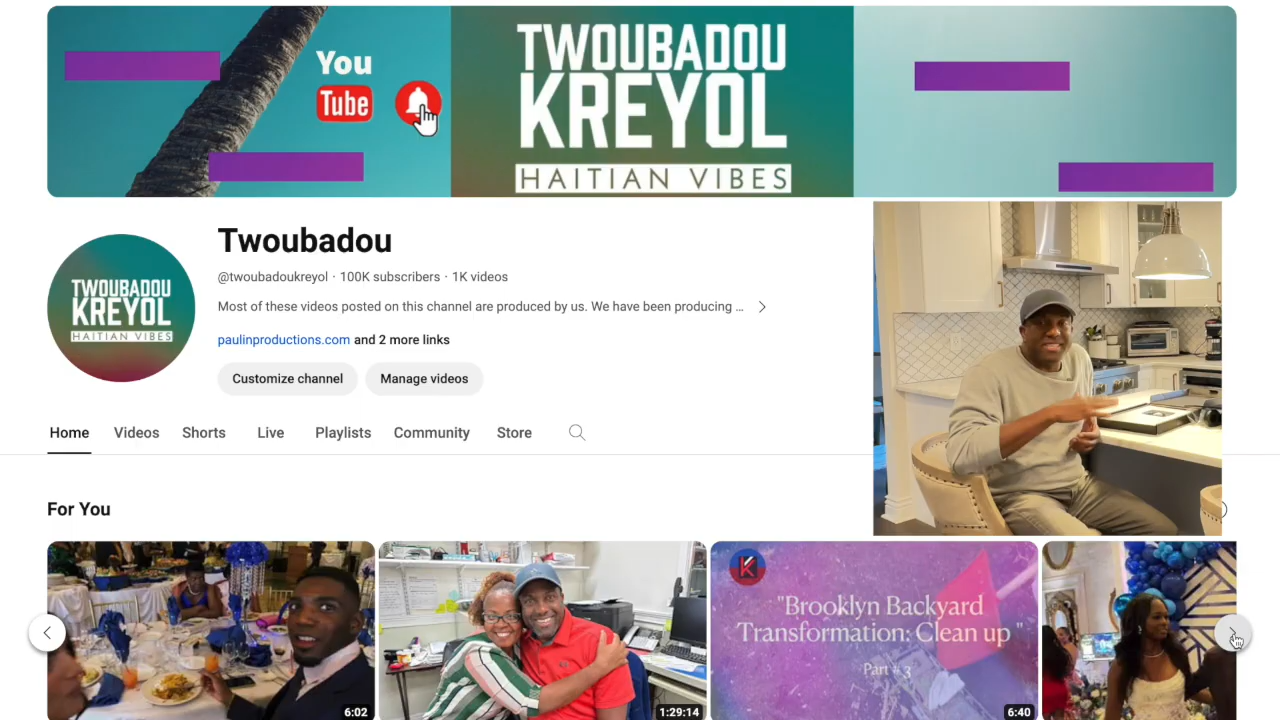 You
Tube
TWOUBADOU
KREYOL
HAITIAN VIBES
TWOUBADOU
KREYOL
HAITIAN VIBES
Twoubadou
@twoubadoukreyol · 100K subscribers · 1K videos
Most of these videos posted on this channel are produced by us. We have been producing ...
paulinproductions.com and 2 more links
Customize channel
Manage videos
Home
Videos
Shorts
Live
Playlists
Community
Store
For You
6:02
1:29:14
K
"Brooklyn Backyard
Transformation: Clean up "
Part # 3
6:40